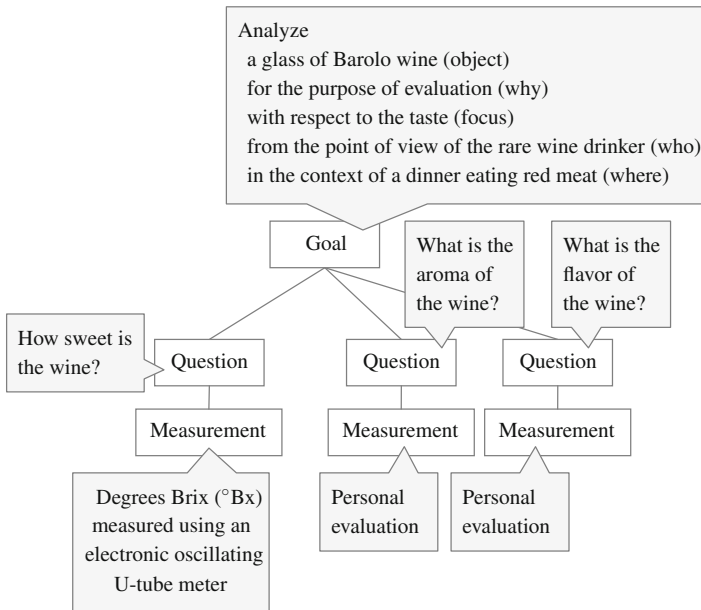 Analyze
a glass of Barolo wine (object)
for the purpose of evaluation (why)
with respect to the taste (focus)
from the point of view of the rare wine drinker (who)
in the context of a dinner eating red meat (where)
Goal
What is the
aroma of
the wine?
What is the
flavor of
the wine?
How sweet is
the wine?
Question
Question
Question
Measurement
Measurement
Measurement
Degrees Brix (°Bx)
measured using an
electronic oscillating
U-tube meter
Personal
evaluation
Personal
evaluation